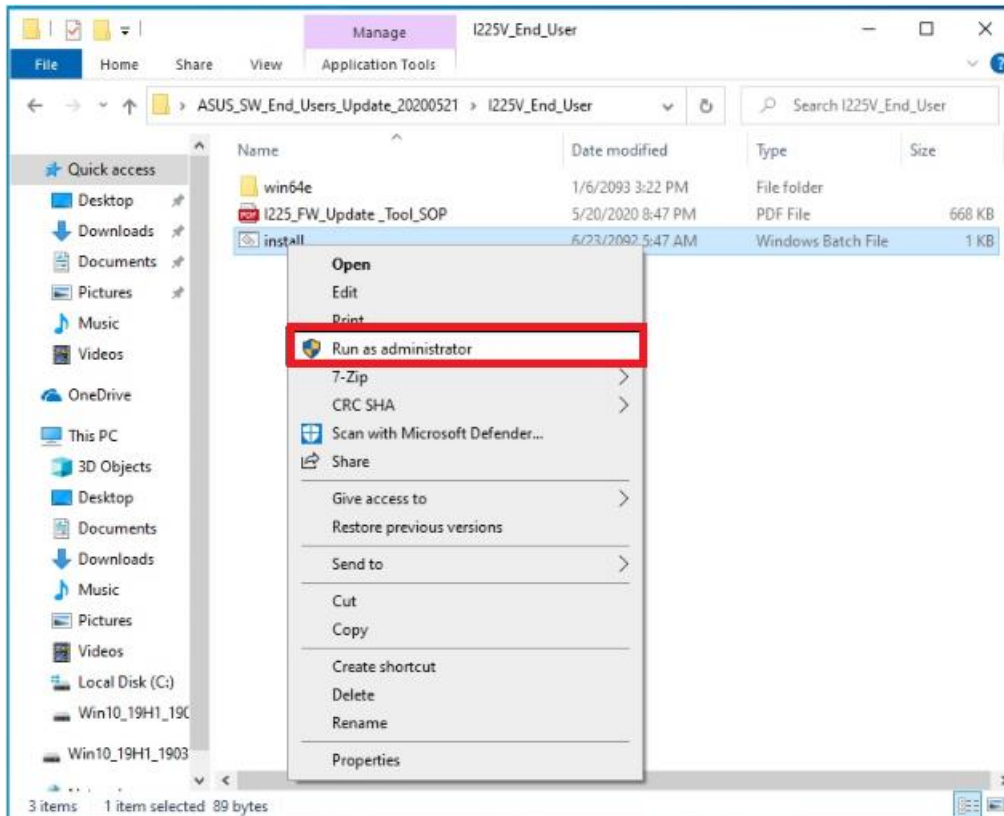 Manage
I225V_End_User
File
Home
Share
View
Application Tools
ASUS_SW_End_Users_Update_20200521 > I225V_End_User
Search I225V_End_User
Name
Date modified
Type
Size
Quick access
Desktop
Downloads
Documents
Pictures
Music
Videos
OneDrive
This PC
3D Objects
Desktop
Documents
Downloads
Music
Pictures
Videos
Local Disk (C:)
Win10_19H1_190
Win10_19H1_1903
win64e
1/6/2093 3:22 PM
File folder
PDF
I225_FW_Update _Tool_SOP
5/20/2020 8:47 PM
PDF File
668 KB
install
6/23/2092 5:47 AM
Windows Batch File
1 KB
Open
Edit
Print
Run as administrator
7-Zip
CRC SHA
Scan with Microsoft Defender...
Share
Give access to
Restore previous versions
Send to
Cut
Copy
Create shortcut
Delete
Rename
Properties
3 items
1 item selected 89 bytes